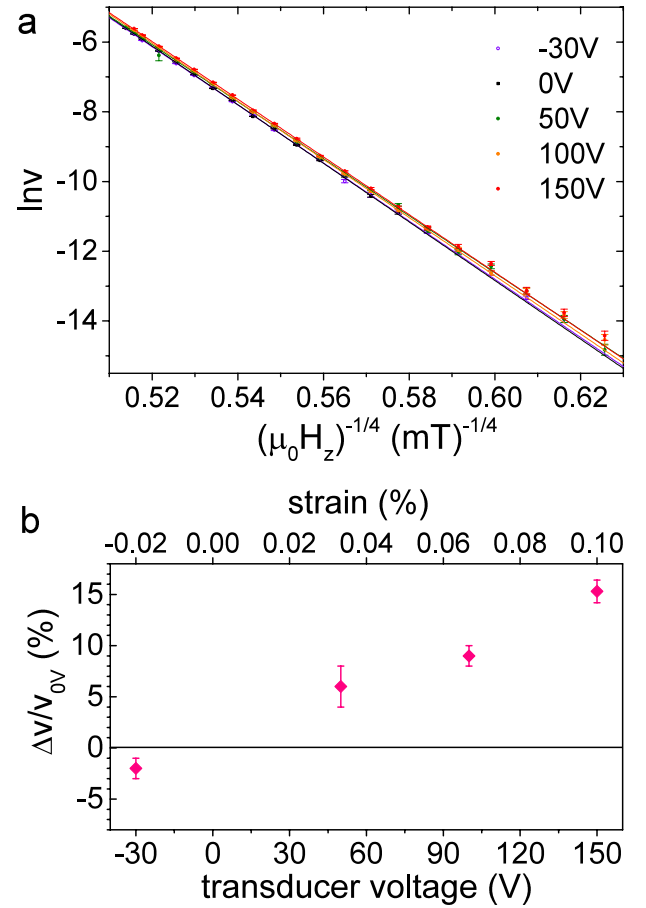 a
-6
-8
-10
-12
-14
lnv
-30V
0V
50V
100V
150V
0.52 0.54 0.56 0.58 0.60 0.62
(μ₀H_z)^-1/4 (mT)^-1/4
b
strain (%)
-0.02 0.00 0.02 0.04 0.06 0.08 0.10
15
10
5
0
-5
Δv/v_0V (%)
-30 0 30 60 90 120 150
transducer voltage (V)